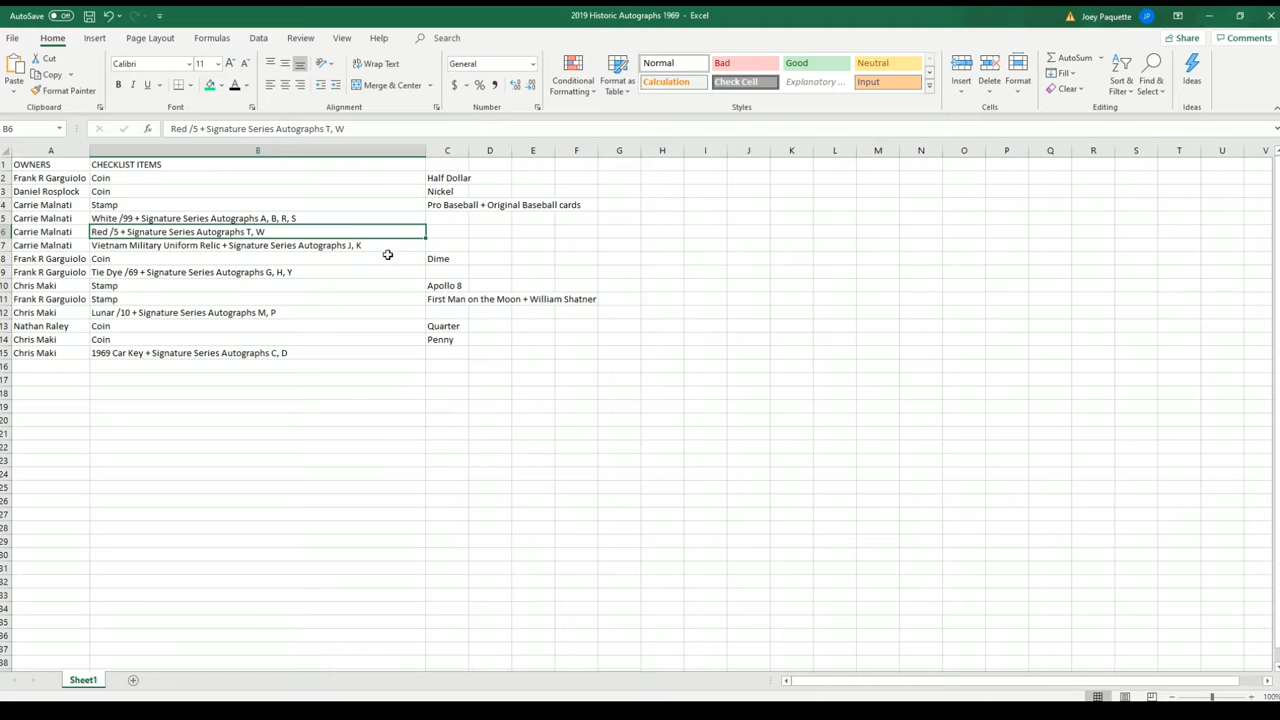 AutoSave Off 2019 Historic Autographs 1969 - Excel Joey Paquette JP
File Home Insert Page Layout Formulas Data Review View Help Search Share Comments
Paste Cut Copy Format Painter Calibri 11 Wrap Text Merge & Center General Conditional Formatting Format as Table Normal Bad Good Neutral Calculation Check Cell Explanatory ... Input Insert Delete Format AutoSum Fill Clear Sort & Filter Find & Select Ideas
Clipboard Font Alignment Number Styles Cells Editing Ideas
B6 fx Red /5 + Signature Series Autographs T, W
A B C D E F G H I J K L M N O P Q R S T U V
1 OWNERS CHECKLIST ITEMS
2 Frank R Garguiolo Coin Half Dollar
3 Daniel Rosplock Coin Nickel
4 Carrie Malnati Stamp Pro Baseball + Original Baseball cards
5 Carrie Malnati White /99 + Signature Series Autographs A, B, R, S
6 Carrie Malnati Red /5 + Signature Series Autographs T, W
7 Carrie Malnati Vietnam Military Uniform Relic + Signature Series Autographs J, K
8 Frank R Garguiolo Coin Dime
9 Frank R Garguiolo Tie Dye /69 + Signature Series Autographs G, H, Y
10 Chris Maki Stamp Apollo 8
11 Frank R Garguiolo Stamp First Man on the Moon + William Shatner
12 Chris Maki Lunar /10 + Signature Series Autographs M, P
13 Nathan Raley Coin Quarter
14 Chris Maki Coin Penny
15 Chris Maki 1969 Car Key + Signature Series Autographs C, D
16
17
18
19
20
21
22
23
24
25
26
27
28
29
30
31
32
33
34
35
36
37
38
Sheet1
100%